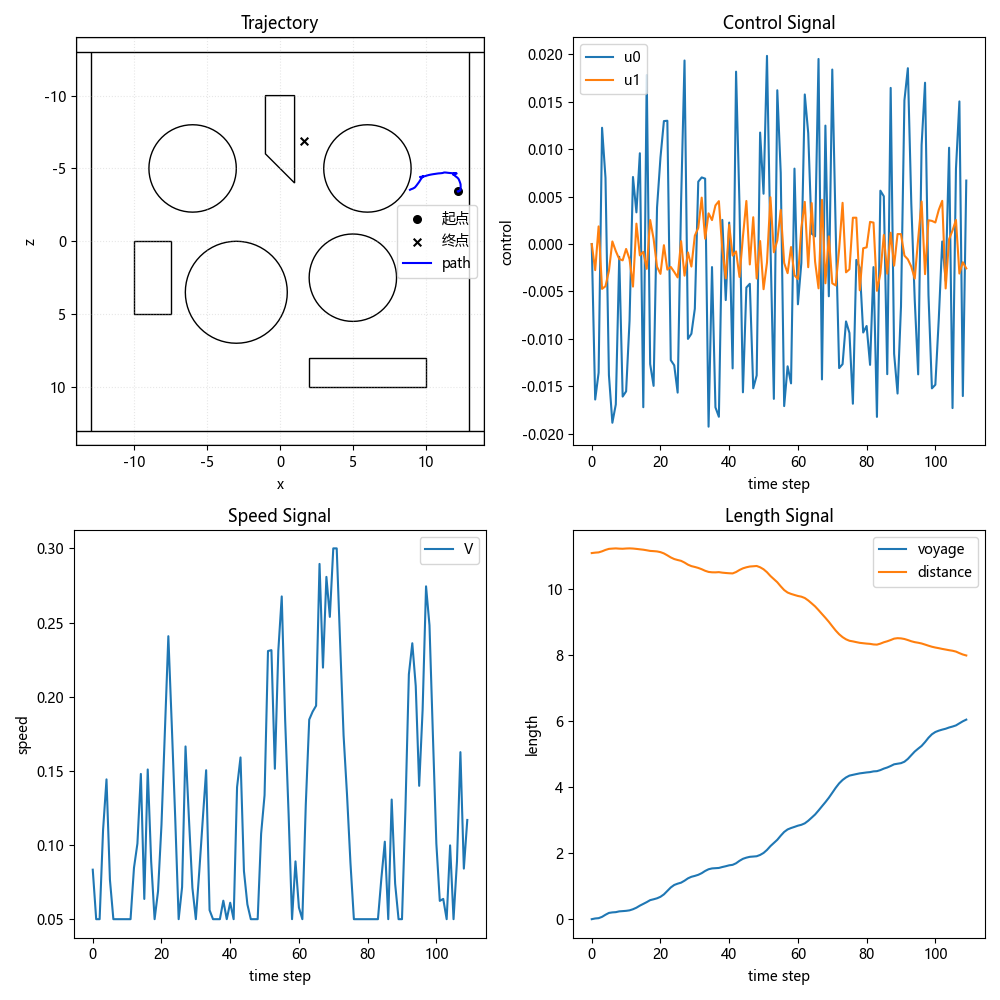 Trajectory
-10
-5
0
5
10
z
-10
-5
0
5
10
x
起点
终点
path
Control Signal
0.020
0.015
0.010
0.005
0.000
-0.005
-0.010
-0.015
-0.020
control
u0
u1
0
20
40
60
80
100
time step
Speed Signal
0.30
0.25
0.20
0.15
0.10
0.05
speed
V
0
20
40
60
80
100
time step
Length Signal
10
8
6
4
2
0
length
voyage
distance
0
20
40
60
80
100
time step